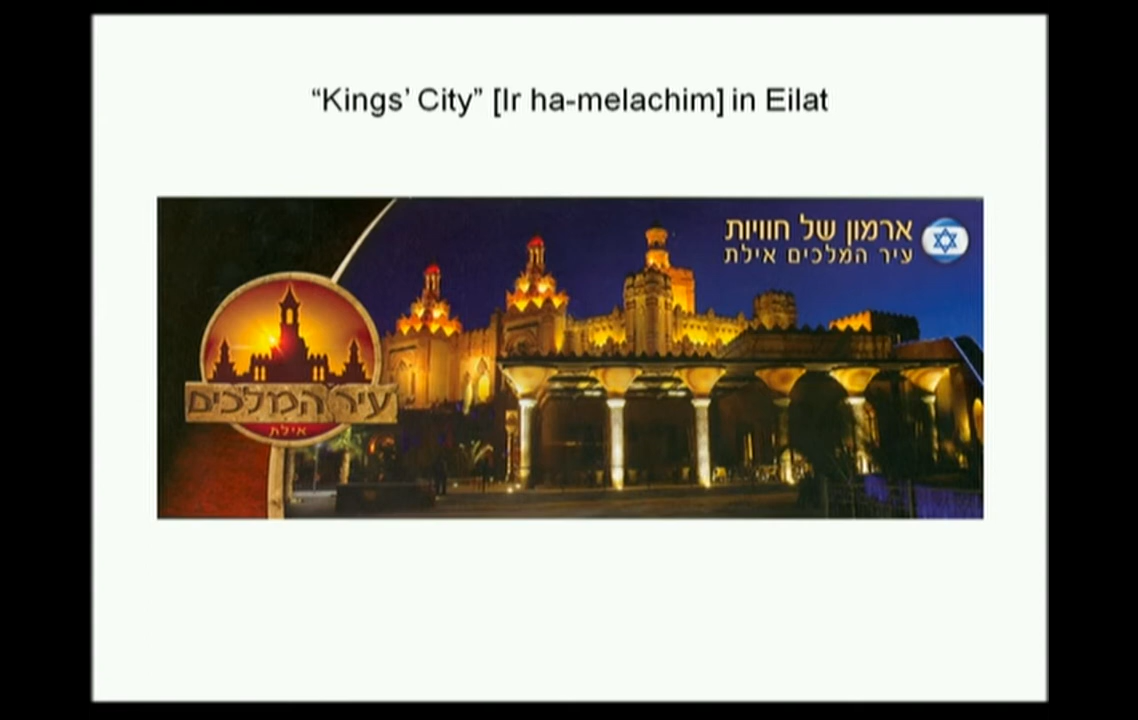 “Kings’ City” [Ir ha-melachim] in Eilat
ארמון של חוויות
עיר המלכים אילת
עיר המלכים
אילת